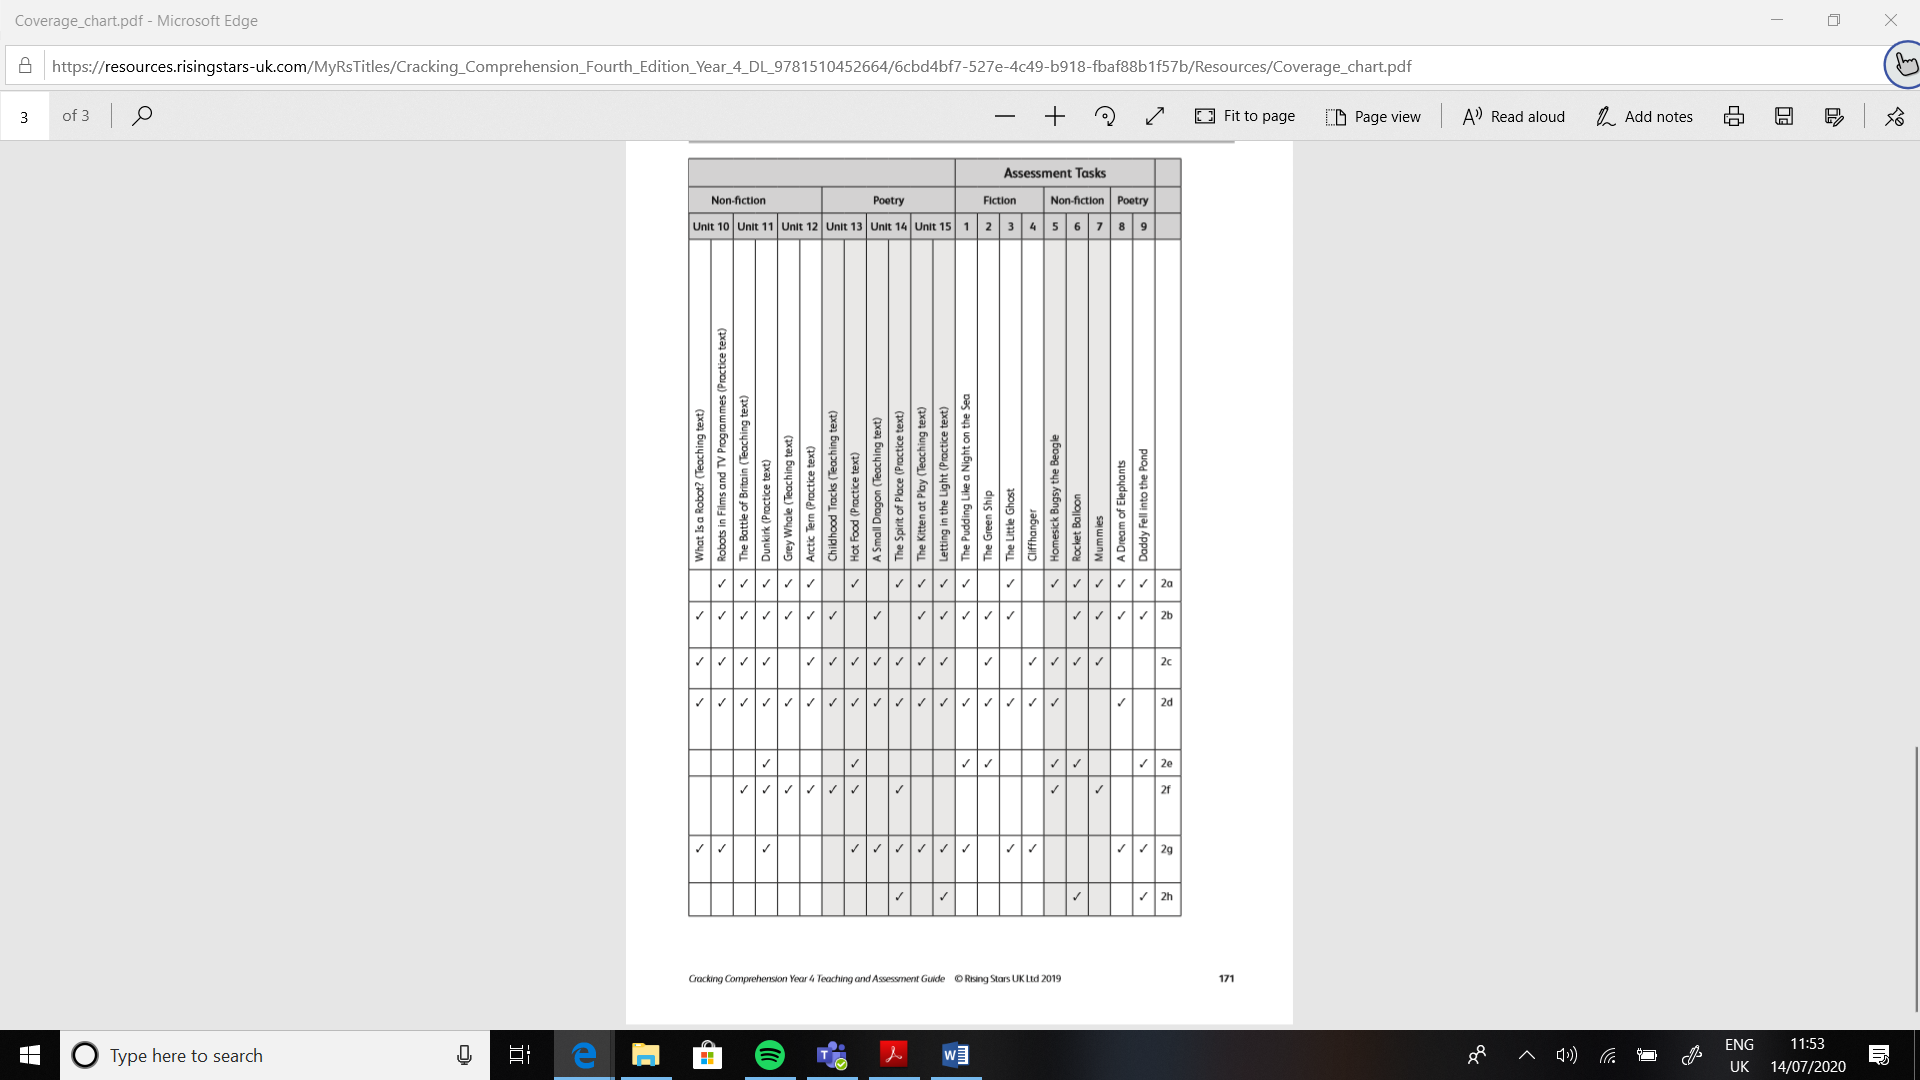 Coverage_chart.pdf - Microsoft Edge
https://resources.risingstars-uk.com/MyRsTitles/Cracking_Comprehension_Fourth_Edition_Year_4_DL_9781510452664/6cbd4bf7-527e-4c49-b918-fbaf88b1f57b/Resources/Coverage_chart.pdf
3 of 3 Fit to page Page view Read aloud Add notes
Assessment Tasks
Non-fiction Poetry Fiction Non-fiction Poetry
Unit 10 Unit 11 Unit 12 Unit 13 Unit 14 Unit 15 1 2 3 4 5 6 7 8 9
What Is a Robot? (Teaching text)
Robots in Films and TV Programmes (Practice text)
The Battle of Britain (Teaching text)
Dunkirk (Practice text)
Grey Whale (Teaching text)
Arctic Tern (Practice text)
Childhood Tracks (Teaching text)
Hot Food (Practice text)
A Small Dragon (Teaching text)
The Spirit of Place (Practice text)
The Kitten at Play (Teaching text)
Letting in the Light (Practice text)
The Pudding Like a Night on the Sea
The Green Ship
The Little Ghost
Cliffhanger
Homesick Bugsy the Beagle
Rocket Balloon
Mummies
A Dream of Elephants
Daddy Fell into the Pond
✓ ✓ ✓ ✓ ✓ ✓ ✓ ✓ ✓ ✓ ✓ ✓ ✓ ✓ ✓ ✓ 2a
✓ ✓ ✓ ✓ ✓ ✓ ✓ ✓ ✓ ✓ ✓ ✓ ✓ ✓ ✓ ✓ ✓ 2b
✓ ✓ ✓ ✓ ✓ ✓ ✓ ✓ ✓ ✓ ✓ ✓ ✓ ✓ ✓ ✓ 2c
✓ ✓ ✓ ✓ ✓ ✓ ✓ ✓ ✓ ✓ ✓ ✓ ✓ ✓ ✓ ✓ ✓ ✓ 2d
✓ ✓ ✓ ✓ ✓ ✓ ✓ 2e
✓ ✓ ✓ ✓ ✓ ✓ ✓ ✓ ✓ 2f
✓ ✓ ✓ ✓ ✓ ✓ ✓ ✓ ✓ ✓ ✓ ✓ ✓ 2g
✓ ✓ ✓ ✓ 2h
Cracking Comprehension Year 4 Teaching and Assessment Guide © Rising Stars UK Ltd 2019 171
Type here to search
ENG 11:53
UK 14/07/2020